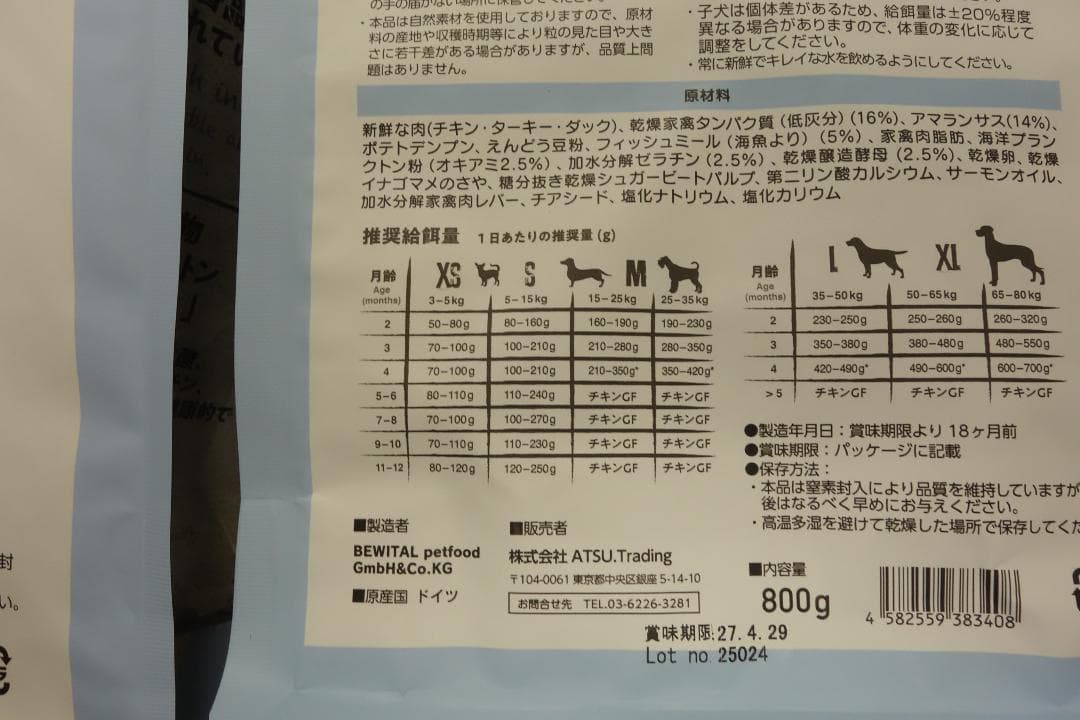 の手の届かない場所に保管してください。
・本品は自然素材を使用しておりますので、原材
料の産地や収穫時期等により粒の見た目や大き
さに若干差がある場合がありますが、品質上問
題はありません。
・子犬は個体差があるため、給餌量は±20%程度
異なる場合がありますので、体重の変化に応じて
調整をしてください。
・常に新鮮でキレイな水を飲めるようにしてください。
原材料
新鮮な肉(チキン・ターキー・ダック)、乾燥家禽タンパク質 (低灰分) (16%)、アマランサス(14%)、
ポテトデンプン、えんどう豆粉、フィッシュミール (海魚より) (5%) 、家禽肉脂肪、海洋プラン
クトン粉 (オキアミ2.5%) 、加水分解ゼラチン (2.5%) 、乾燥醸造酵母 (2.5%)、乾燥卵、乾燥
イナゴマメのさや、糖分抜き乾燥シュガービートパルプ、第二リン酸カルシウム、サーモンオイル、
加水分解家禽肉レバー、チアシード、塩化ナトリウム、塩化カリウム
推奨給餌量 1日あたりの推奨量 (g)
月齢 XS S M
Age
(months) 3-5kg 5-15kg 15-25kg 25-35kg
2 50-80g 80-160g 160-190g 190-230g
3 70-100g 100-210g 210-280g 280-350g
4 70-100g 100-210g 210-350g* 350-420g*
5-6 80-110g 110-240g チキンGF チキンGF
7-8 70-100g 100-270g チキンGF チキンGF
9-10 70-110g 110-230g チキンGF チキンGF
11-12 80-120g 120-250g チキンGF チキンGF
月齢 L XL
Age
(months) 35-50kg 50-65kg 65-80kg
2 230-250g 250-260g 260-320g
3 350-380g 380-480g 480-550g
4 420-490g* 490-600g* 600-700g*
>5 チキンGF チキンGF チキンGF
●製造年月日：賞味期限より 18ヶ月前
●賞味期限：パッケージに記載
●保存方法：
・本品は窒素封入により品質を維持していますが
後はなるべく早めにお与えください。
・高温多湿を避けて乾燥した場所で保存してくた
■製造者
BEWITAL petfood
GmbH&Co.KG
■原産国 ドイツ
■販売者
株式会社 ATSU.Trading
〒104-0061 東京都中央区銀座 5-14-10
お問合せ先 TEL.03-6226-3281
■内容量
800g
4 582559 383408
賞味期限:27.4.29
Lot no 25024
れてい
物
トン
的で
封
い。